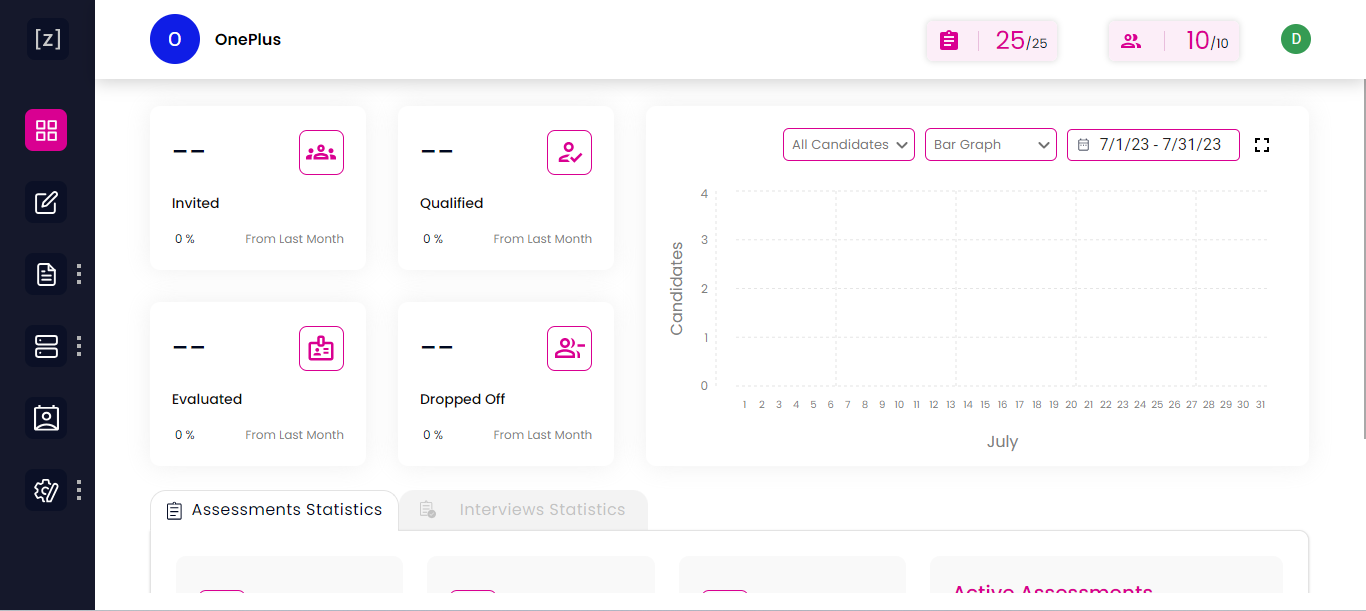 [z]
O OnePlus 25/25 10/10 D
-- --
Invited Qualified
0 % From Last Month 0 % From Last Month
-- --
Evaluated Dropped Off
0 % From Last Month 0 % From Last Month
All Candidates Bar Graph 7/1/23 - 7/31/23
Candidates
4
3
2
1
0
1 2 3 4 5 6 7 8 9 10 11 12 13 14 15 16 17 18 19 20 21 22 23 24 25 26 27 28 29 30 31
July
Assessments Statistics Interviews Statistics
Active Assessments